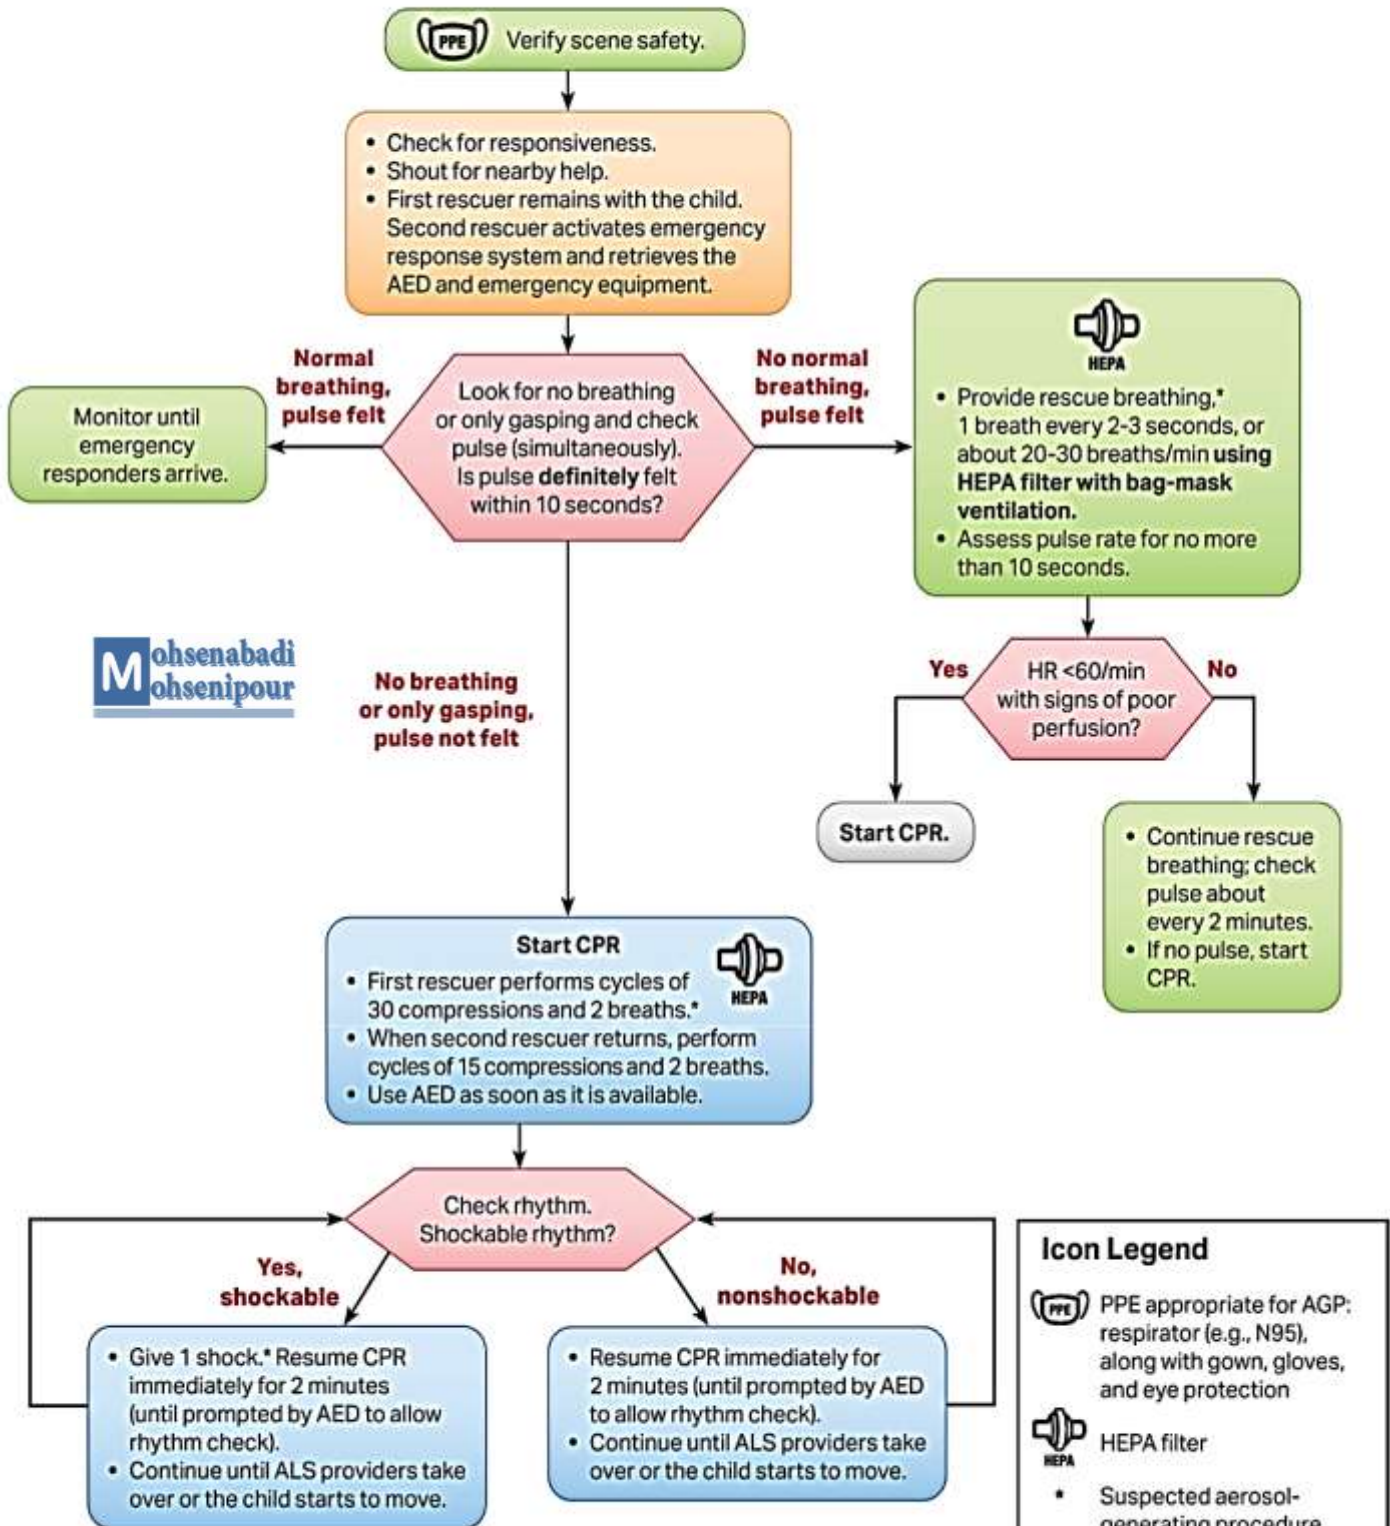 PPE Verify scene safety.
• Check for responsiveness.
• Shout for nearby help.
• First rescuer remains with the child.
Second rescuer activates emergency
response system and retrieves the
AED and emergency equipment.
Normal
breathing,
pulse felt
Look for no breathing
or only gasping and check
pulse (simultaneously).
Is pulse definitely felt
within 10 seconds?
No normal
breathing,
pulse felt
Monitor until
emergency
responders arrive.
HEPA
• Provide rescue breathing,*
1 breath every 2-3 seconds, or
about 20-30 breaths/min using
HEPA filter with bag-mask
ventilation.
• Assess pulse rate for no more
than 10 seconds.
Mohsenabadi
Mohsenipour
No breathing
or only gasping,
pulse not felt
Yes
HR <60/min
with signs of poor
perfusion?
No
Start CPR.
• Continue rescue
breathing; check
pulse about
every 2 minutes.
• If no pulse, start
CPR.
Start CPR
HEPA
• First rescuer performs cycles of
30 compressions and 2 breaths.*
• When second rescuer returns, perform
cycles of 15 compressions and 2 breaths.
• Use AED as soon as it is available.
Check rhythm.
Shockable rhythm?
Yes,
shockable
No,
nonshockable
• Give 1 shock.* Resume CPR
immediately for 2 minutes
(until prompted by AED to allow
rhythm check).
• Continue until ALS providers take
over or the child starts to move.
• Resume CPR immediately for
2 minutes (until prompted by AED
to allow rhythm check).
• Continue until ALS providers take
over or the child starts to move.
Icon Legend
PPE PPE appropriate for AGP:
respirator (e.g., N95),
along with gown, gloves,
and eye protection
HEPA HEPA filter
* Suspected aerosol-
generating procedure